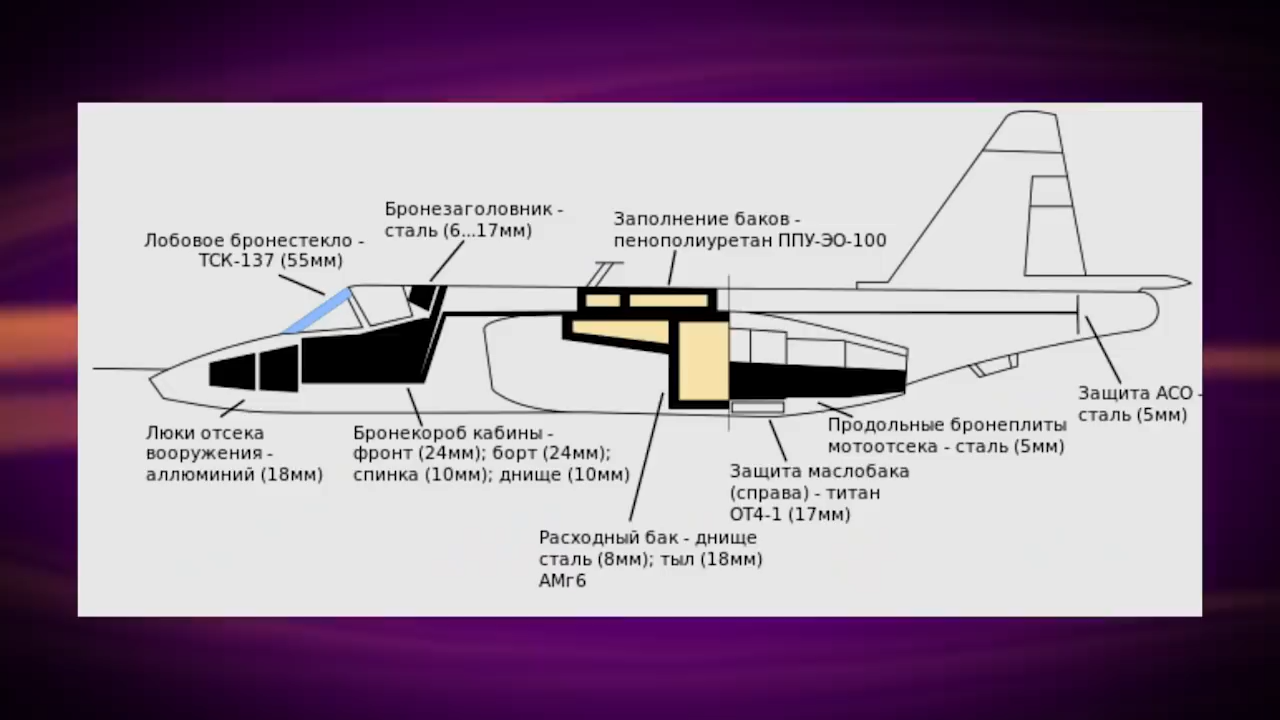 Бронезаголовник -
сталь (6...17мм)
Заполнение баков -
пенополиуретан ППУ-ЭО-100
Лобовое бронестекло -
ТСК-137 (55мм)
Защита АСО -
сталь (5мм)
Люки отсека
вооружения -
аллюминий (18мм)
Бронекороб кабины -
фронт (24мм); борт (24мм);
спинка (10мм); днище (10мм)
Продольные бронеплиты
мотоотсека - сталь (5мм)
Защита маслобака
(справа) - титан
ОТ4-1 (17мм)
Расходный бак - днище
сталь (8мм); тыл (18мм)
АМг6